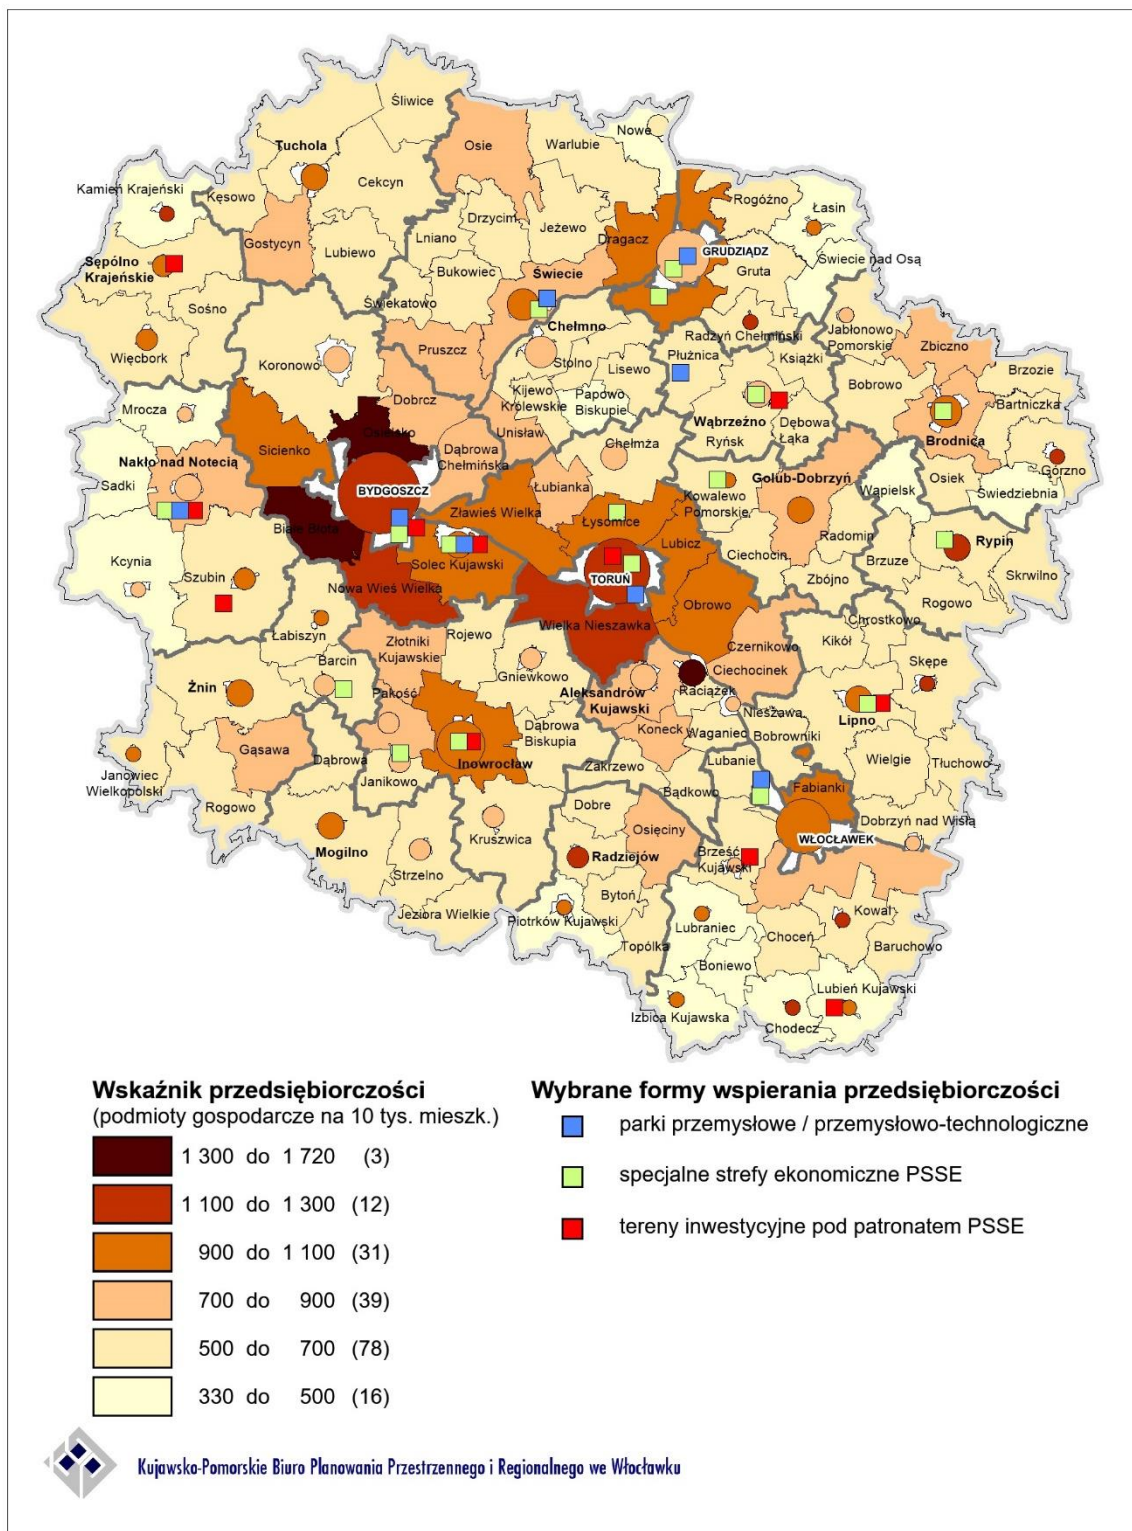 Śliwice
Nowe
Osie
Warlubie
Tuchola
Kamień Krajeński
Kęsowo
Cekcyn
Rogóźno
Łasin
Drzycim
Jeżewo
Dragacz
Gostycyn
Lubiewo
Lniano
GRUDZIĄDZ
Świecie nad Osą
Sępólno
Krajeńskie
Bukowiec
Świecie
Gruta
Sośno
Świekatowo
Chełmno
Radzyń Chełmiński
Jabłonowo
Pomorskie
Zbiczno
Więcbork
Koronowo
Pruszcz
Stolno
Lisewo
Płużnica
Książki
Brzozie
Bobrowo
Mrocza
Dobrcz
Kijewo
Królewskie
Papowo
Biskupie
Bartniczka
Osielsko
Unisław
Wąbrzeźno
Dębowa
Łąka
Brodnica
Sicienko
Dąbrowa
Chełmińska
Chełmża
Ryńsk
Górzno
Nakło nad Notecią
Sadki
BYDGOSZCZ
Łubianka
Kowalewo
Pomorskie
Golub-Dobrzyń
Wąpielsk
Osiek
Świedziebnia
Białe Błota
Zławieś Wielka
Łysomice
Lubicz
Radomin
Rypin
Kcynia
Solec Kujawski
Ciechocin
Brzuze
Szubin
TORUŃ
Zbójno
Skrwilno
Nowa Wieś Wielka
Obrowo
Rogowo
Łabiszyn
Wielka Nieszawka
Chrostkowo
Złotniki
Kujawskie
Rojewo
Czernikowo
Kikół
Barcin
Gniewkowo
Ciechocinek
Skępe
Żnin
Pakość
Aleksandrów
Kujawski
Raciążek
Lipno
Nieszawa
Gąsawa
Dąbrowa
Dąbrowa
Biskupia
Koneck
Waganiec
Bobrowniki
Inowrocław
Janikowo
Zakrzewo
Lubanie
Wielgie
Tłuchowo
Janowiec
Wielkopolski
Bądkowo
Fabianki
Rogowo
Dobre
Dobrzyń nad Wisłą
Kruszwica
Osięciny
WŁOCŁAWEK
Mogilno
Radziejów
Brześć
Kujawski
Strzelno
Bytoń
Kowal
Jeziora Wielkie
Piotrków Kujawski
Lubraniec
Choceń
Baruchowo
Topólka
Boniewo
Lubień Kujawski
Izbica Kujawska
Chodecz
Wskaźnik przedsiębiorczości
(podmioty gospodarcze na 10 tys. mieszk.)
1 300 do 1 720 (3)
1 100 do 1 300 (12)
900 do 1 100 (31)
700 do 900 (39)
500 do 700 (78)
330 do 500 (16)
Wybrane formy wspierania przedsiębiorczości
parki przemysłowe / przemysłowo-technologiczne
specjalne strefy ekonomiczne PSSE
tereny inwestycyjne pod patronatem PSSE
Kujawsko-Pomorskie Biuro Planowania Przestrzennego i Regionalnego we Włocławku